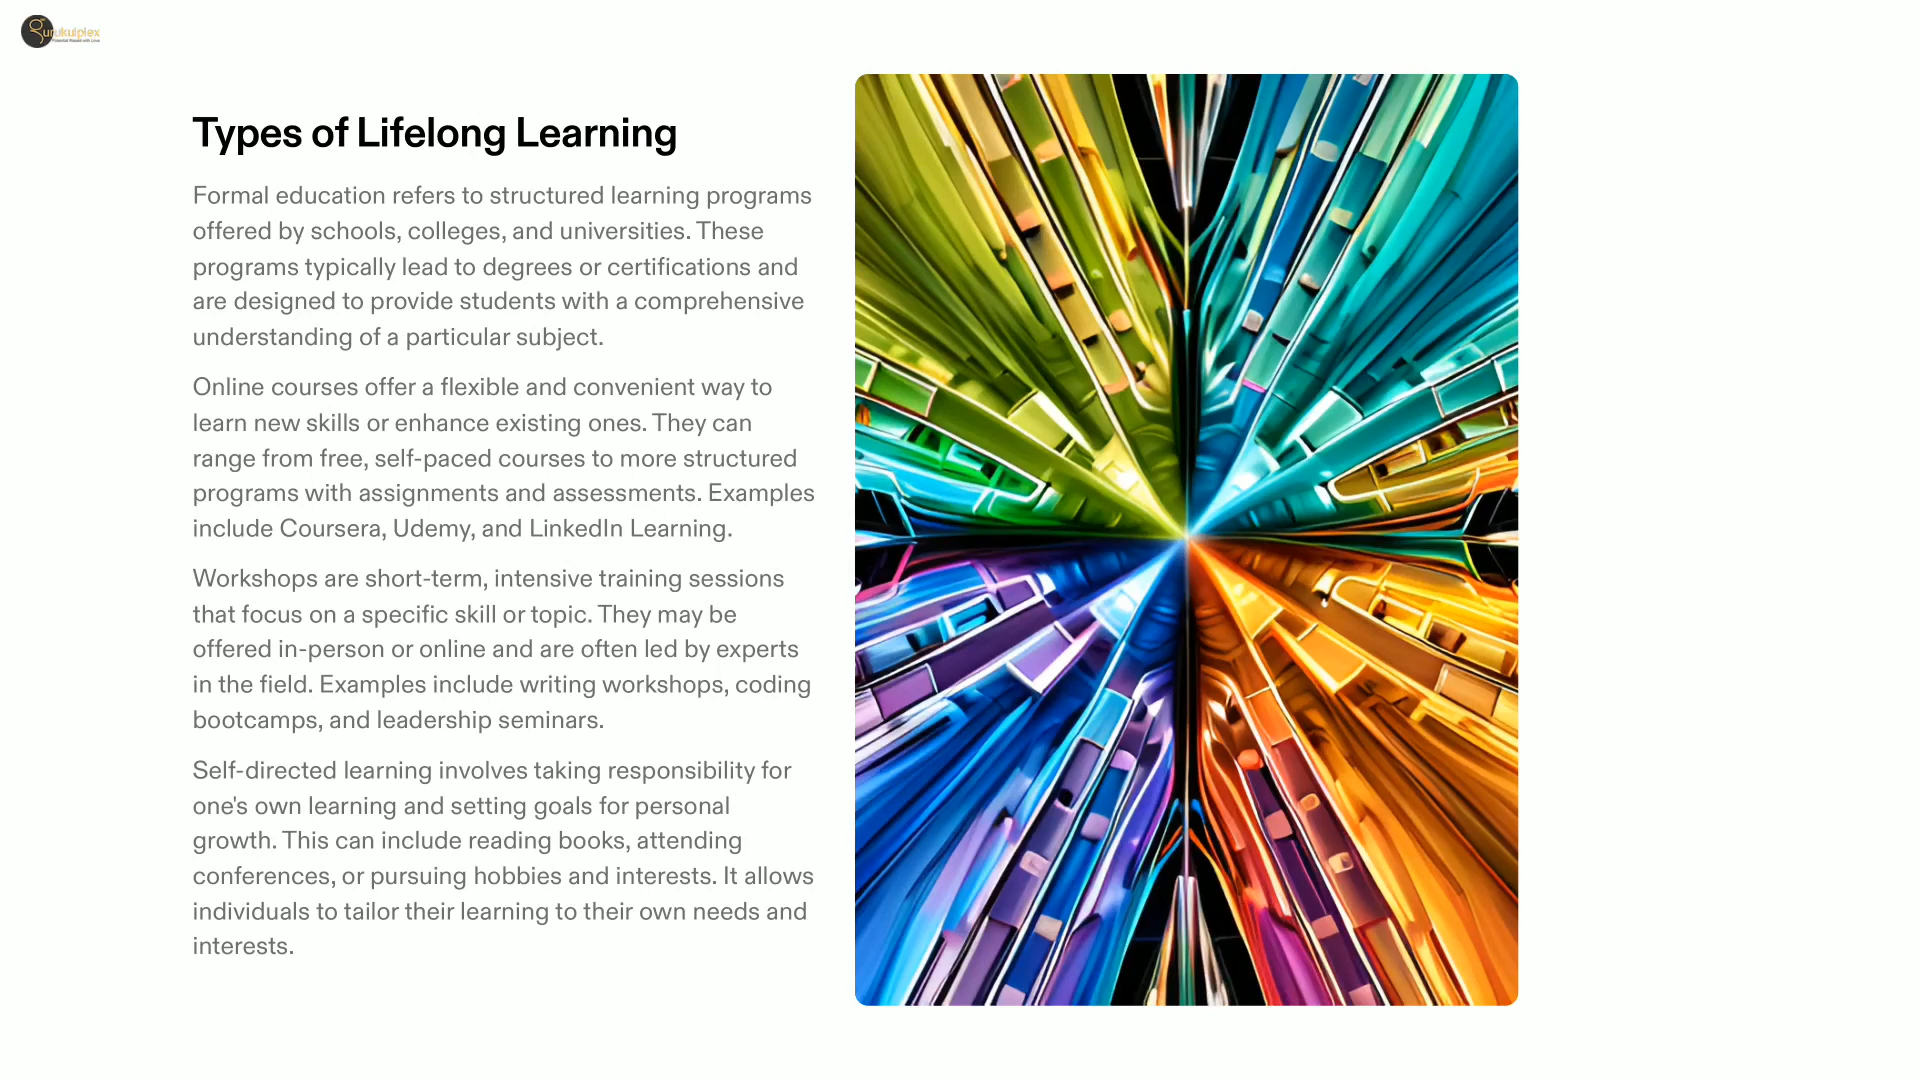 gurukulplex
Types of Lifelong Learning
Formal education refers to structured learning programs
offered by schools, colleges, and universities. These
programs typically lead to degrees or certifications and
are designed to provide students with a comprehensive
understanding of a particular subject.
Online courses offer a flexible and convenient way to
learn new skills or enhance existing ones. They can
range from free, self-paced courses to more structured
programs with assignments and assessments. Examples
include Coursera, Udemy, and LinkedIn Learning.
Workshops are short-term, intensive training sessions
that focus on a specific skill or topic. They may be
offered in-person or online and are often led by experts
in the field. Examples include writing workshops, coding
bootcamps, and leadership seminars.
Self-directed learning involves taking responsibility for
one's own learning and setting goals for personal
growth. This can include reading books, attending
conferences, or pursuing hobbies and interests. It allows
individuals to tailor their learning to their own needs and
interests.